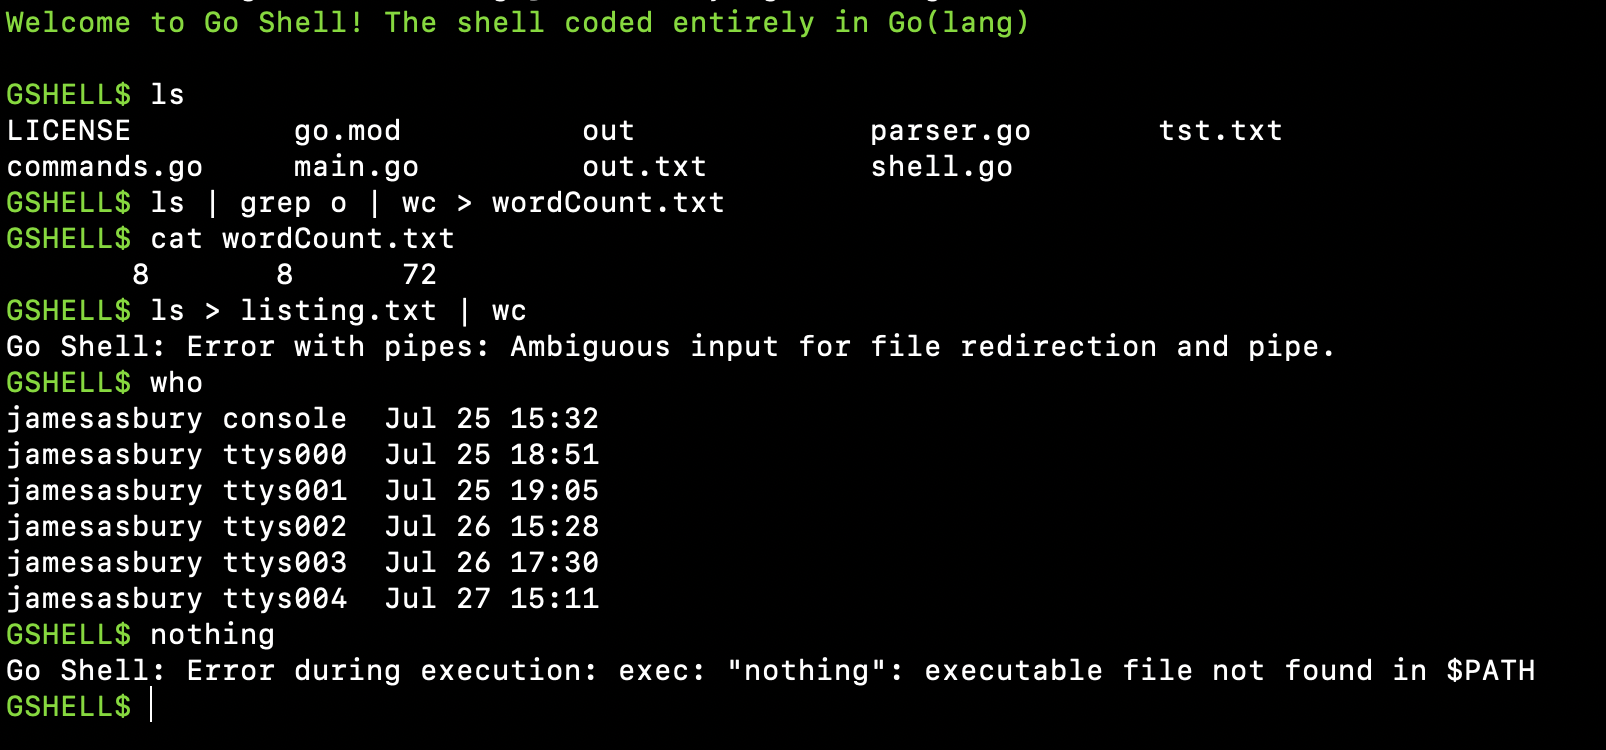 Welcome to Go Shell! The shell coded entirely in Go(lang)
GSHELL$ ls
LICENSE go.mod out parser.go tst.txt
commands.go main.go out.txt shell.go
GSHELL$ ls | grep o | wc > wordCount.txt
GSHELL$ cat wordCount.txt
8 8 72
GSHELL$ ls > listing.txt | wc
Go Shell: Error with pipes: Ambiguous input for file redirection and pipe.
GSHELL$ who
jamesasbury console Jul 25 15:32
jamesasbury ttys000 Jul 25 18:51
jamesasbury ttys001 Jul 25 19:05
jamesasbury ttys002 Jul 26 15:28
jamesasbury ttys003 Jul 26 17:30
jamesasbury ttys004 Jul 27 15:11
GSHELL$ nothing
Go Shell: Error during execution: exec: "nothing": executable file not found in $PATH
GSHELL$